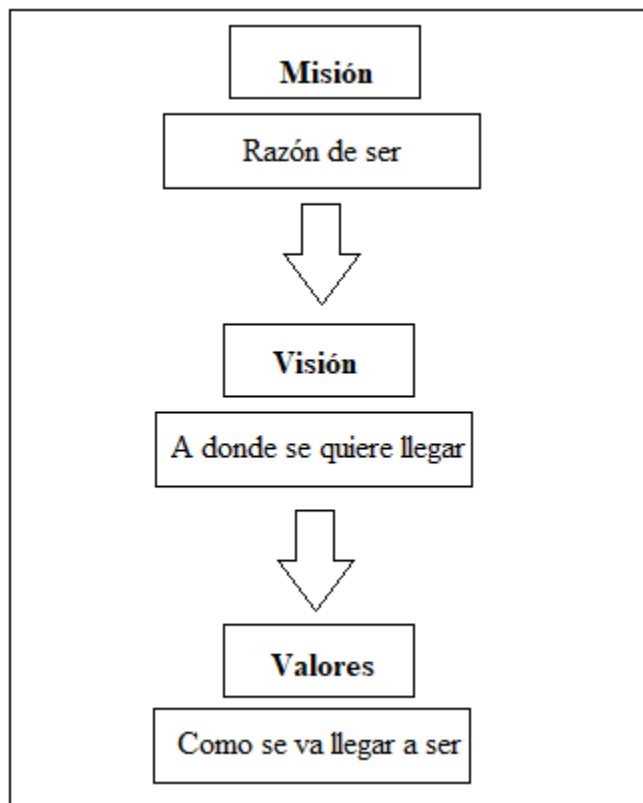 Misión
Razón de ser
Visión
A donde se quiere llegar
Valores
Como se va llegar a ser